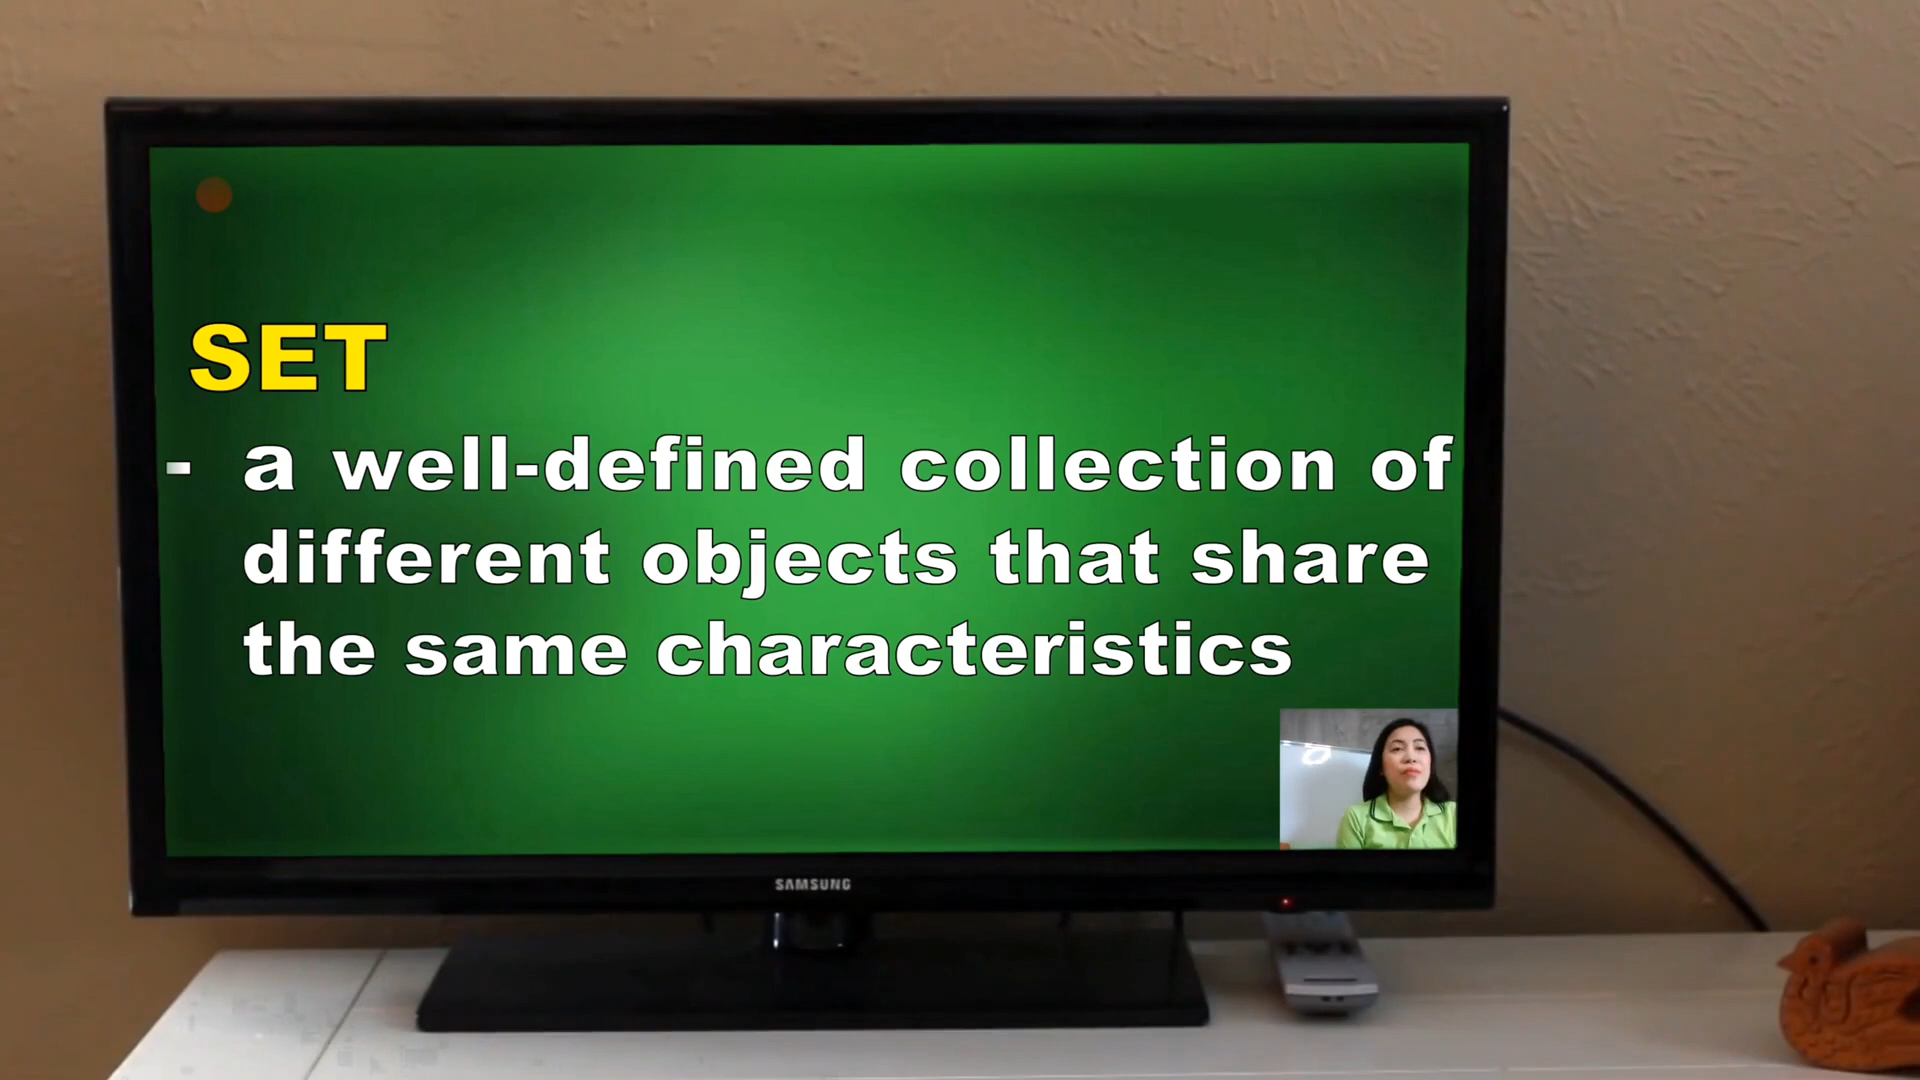 SET
- a well-defined collection of
different objects that share
the same characteristics
SAMSUNG